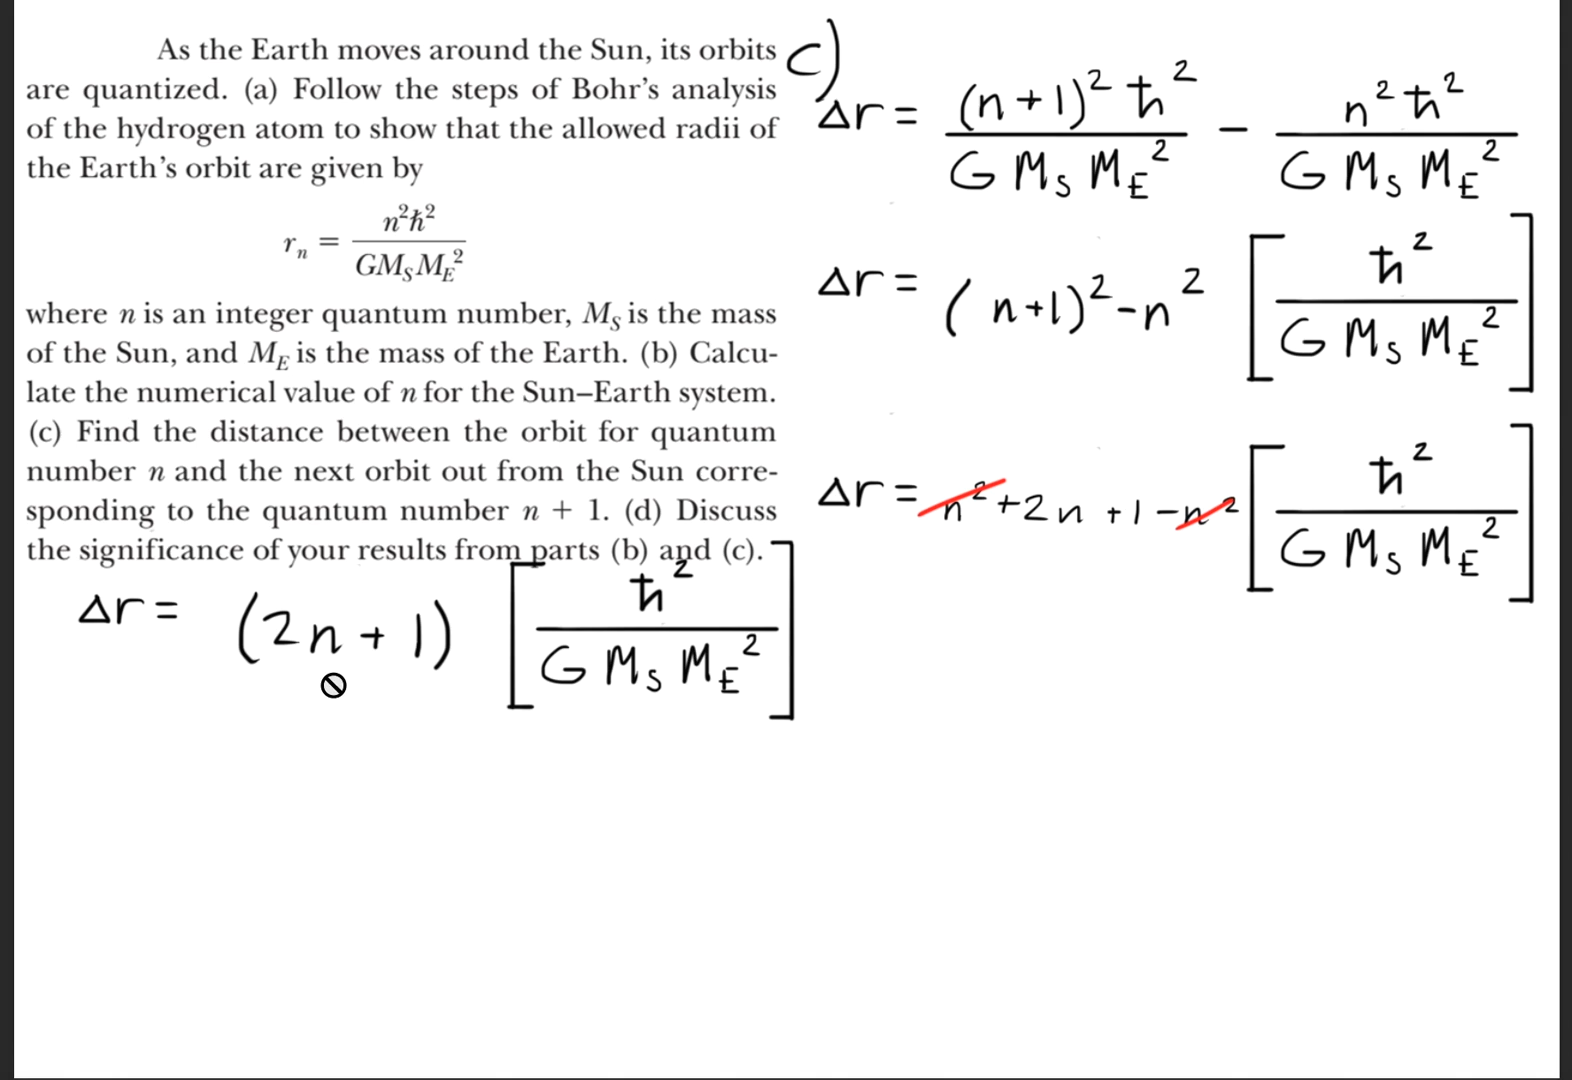 As the Earth moves around the Sun, its orbits
are quantized. (a) Follow the steps of Bohr's analysis
of the hydrogen atom to show that the allowed radii of
the Earth's orbit are given by
rₙ = n²ℏ² / GM_S M_E²
where n is an integer quantum number, M_S is the mass
of the Sun, and M_E is the mass of the Earth. (b) Calcu-
late the numerical value of n for the Sun–Earth system.
(c) Find the distance between the orbit for quantum
number n and the next orbit out from the Sun corre-
sponding to the quantum number n + 1. (d) Discuss
the significance of your results from parts (b) and (c).
c)
Δr = (n+1)² ℏ² / G M_S M_E² − n² ℏ² / G M_S M_E²
Δr = (n+1)² − n² [ℏ² / G M_S M_E²]
Δr = n² + 2n + 1 − n² [ℏ² / G M_S M_E²]
Δr = (2n + 1) [ℏ² / G M_S M_E²]